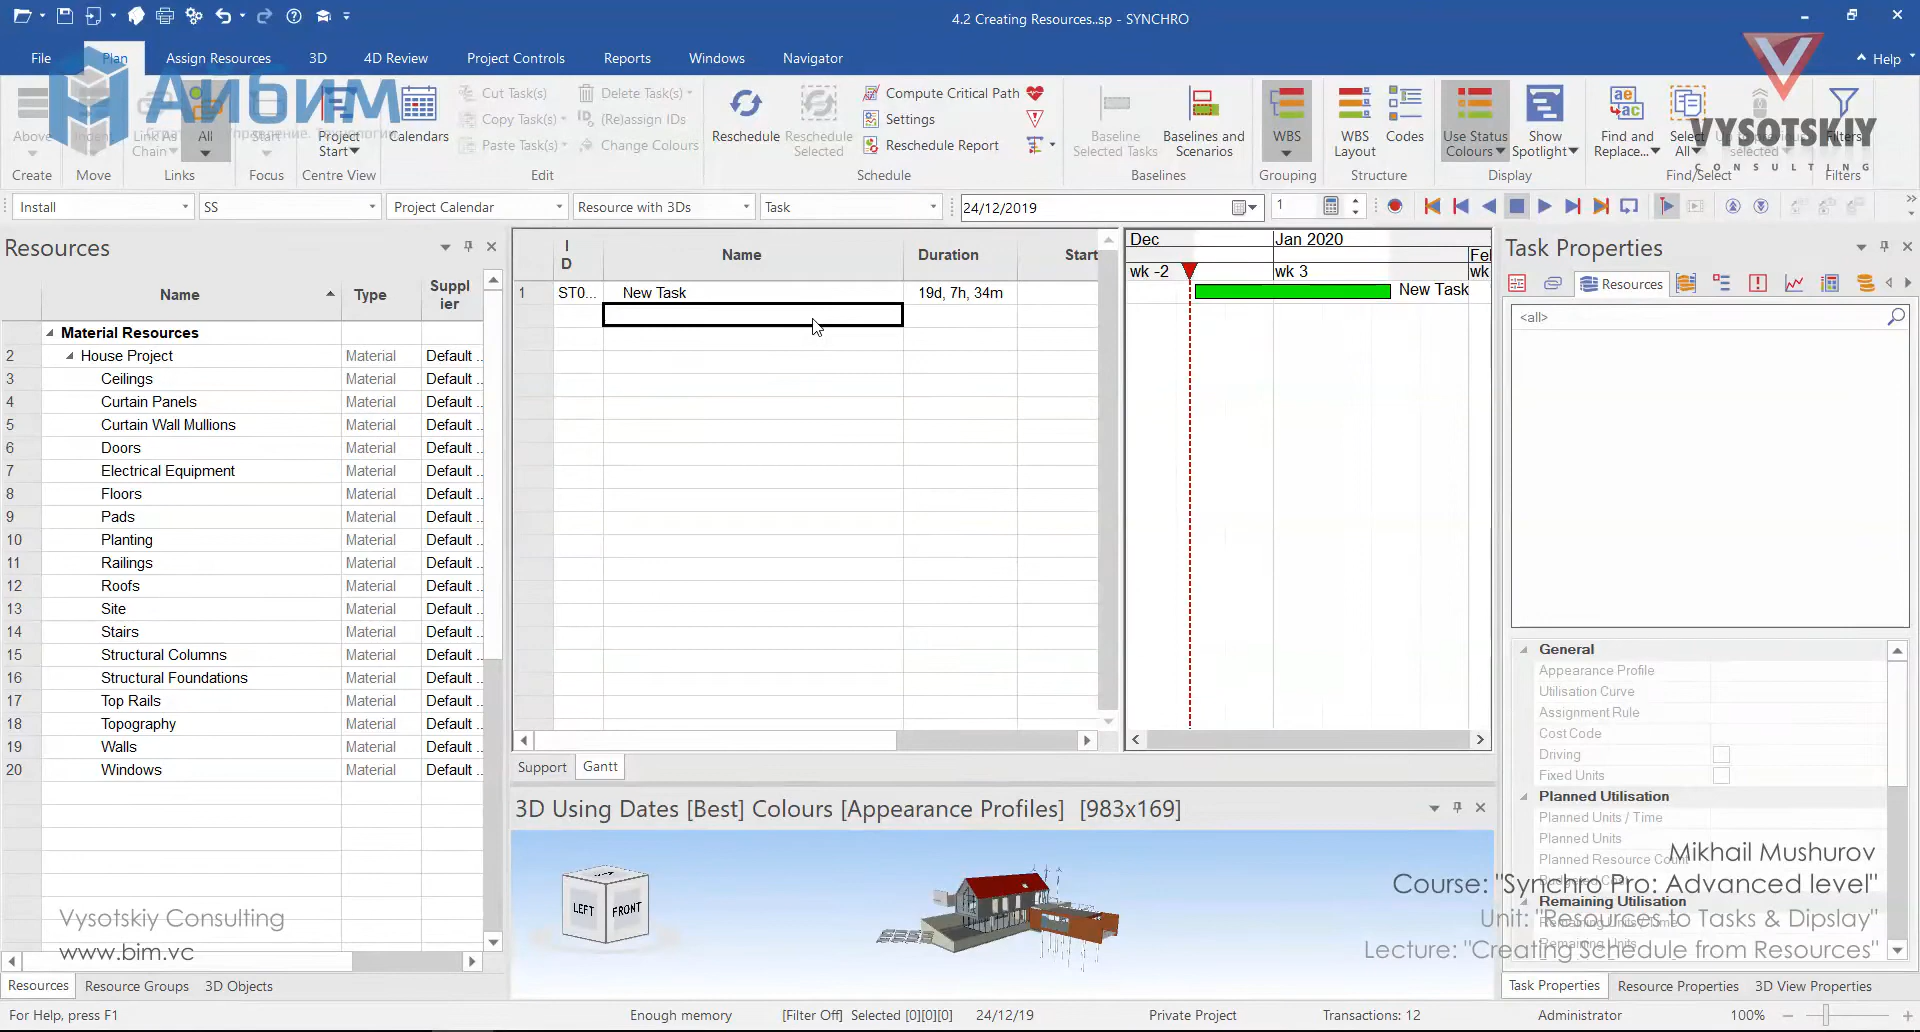 4.2 Creating Resources..sp - SYNCHRO
File
Plan
Assign Resources
3D
4D Review
Project Controls
Reports
Windows
Navigator
Help
Айбим
Above
Indent
Link As
Chain
All
Start
Project
Start
Calendars
Cut Task(s)
Copy Task(s)
Paste Task(s)
Delete Task(s)
(Re)assign IDs
Change Colours
Reschedule
Reschedule
Selected
Compute Critical Path
Settings
Reschedule Report
Baseline
Selected Tasks
Baselines and
Scenarios
WBS
WBS
Layout
Codes
Use Status
Colours
Show
Spotlight
Find and
Replace...
Select
All
Filters
VYSOTSKIY
CONSULTING
Create
Move
Links
Focus
Centre View
Edit
Schedule
Baselines
Grouping
Structure
Display
Find/Select
Filters
Install
SS
Project Calendar
Resource with 3Ds
Task
24/12/2019
1
Resources
Name
Type
Suppl
ier
Material Resources
2 House Project Material Default ..
3 Ceilings Material Default ..
4 Curtain Panels Material Default ..
5 Curtain Wall Mullions Material Default ..
6 Doors Material Default ..
7 Electrical Equipment Material Default ..
8 Floors Material Default ..
9 Pads Material Default ..
10 Planting Material Default ..
11 Railings Material Default ..
12 Roofs Material Default ..
13 Site Material Default ..
14 Stairs Material Default ..
15 Structural Columns Material Default ..
16 Structural Foundations Material Default ..
17 Top Rails Material Default ..
18 Topography Material Default ..
19 Walls Material Default ..
20 Windows Material Default ..
Vysotskiy Consulting
www.bim.vc
Resources
Resource Groups
3D Objects
I
D
Name
Duration
Start
1 ST0... New Task 19d, 7h, 34m
Dec
Jan 2020
Fel
wk -2
wk 3
wk
New Task
Support
Gantt
3D Using Dates [Best] Colours [Appearance Profiles] [983x169]
LEFT
FRONT
Task Properties
Resources
<all>
General
Appearance Profile
Utilisation Curve
Assignment Rule
Cost Code
Driving
Fixed Units
Planned Utilisation
Planned Units / Time
Planned Units
Planned Resource Count
Remaining Utilisation
Remaining Units
Mikhail Mushurov
Course: "Synchro Pro: Advanced level"
Unit: "Resources to Tasks & Dipslay"
Lecture: "Creating Schedule from Resources"
Task Properties
Resource Properties
3D View Properties
For Help, press F1
Enough memory
[Filter Off]
Selected [0][0][0]
24/12/19
Private Project
Transactions: 12
Administrator
100%